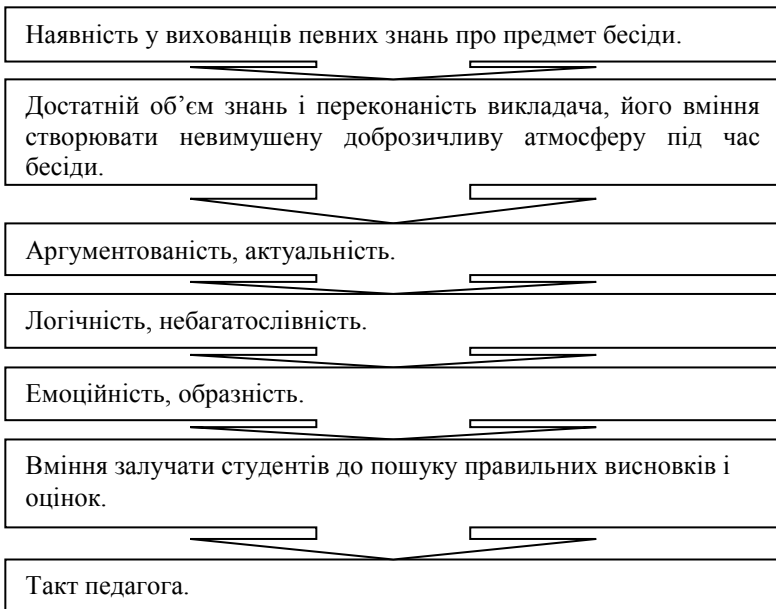 Наявність у вихованців певних знань про предмет бесіди.
Достатній об’єм знань і переконаність викладача, його вміння
створювати невимушену доброзичливу атмосферу під час
бесіди.
Аргументованість, актуальність.
Логічність, небагатослівність.
Емоційність, образність.
Вміння залучати студентів до пошуку правильних висновків і
оцінок.
Такт педагога.